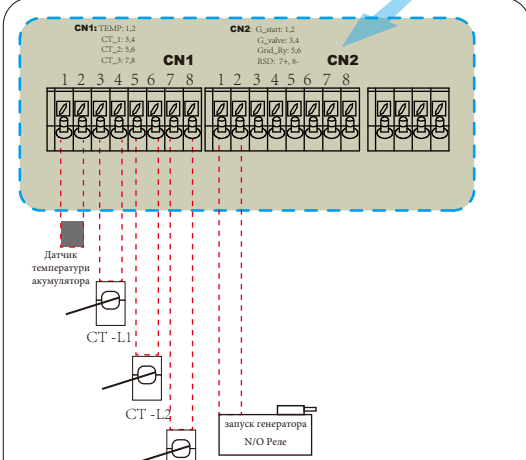 CN1: TEMP: 1,2
CT_1: 3,4
CT_2: 5,6
CT_3: 7,8
CN1
CN2: G_start: 1,2
G_valve: 3,4
Grid_Ry: 5,6
RSD: 7+, 8-
CN2
1 2 3 4 5 6 7 8
1 2 3 4 5 6 7 8
Датчик
температури
акумулятора
CT -L1
CT -L2
запуск генератора
N/O Реле